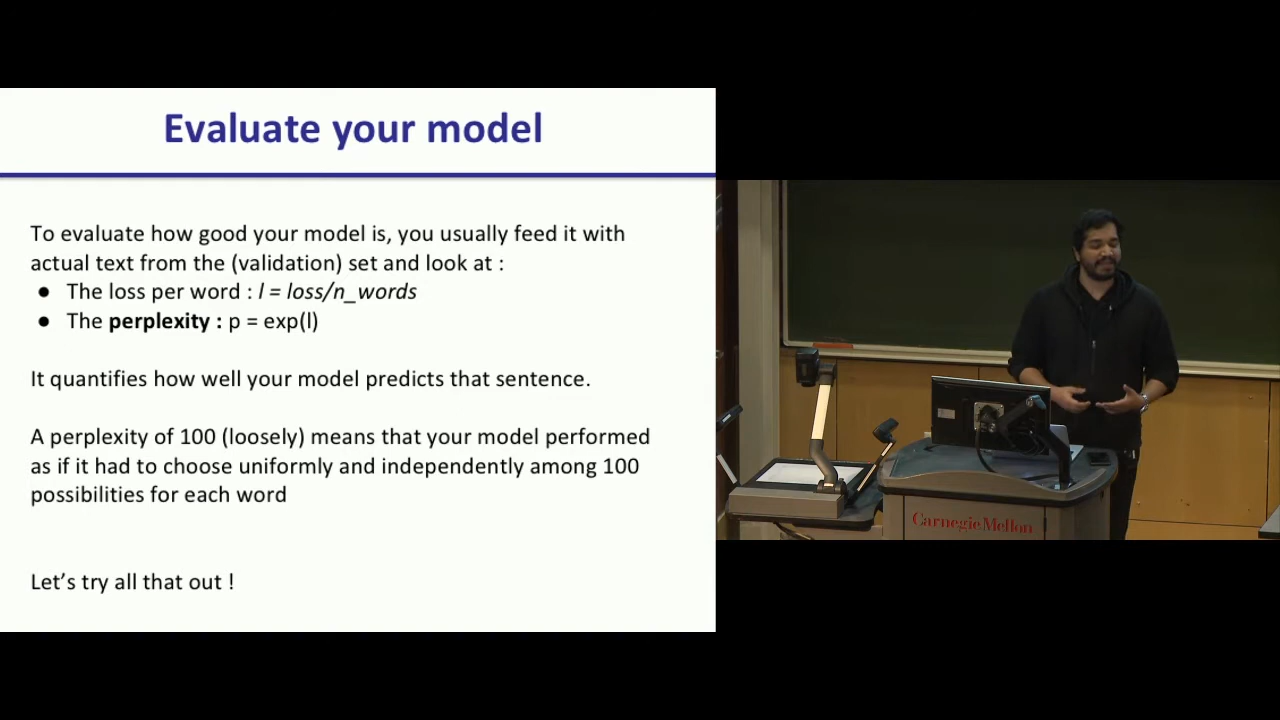 Evaluate your model
To evaluate how good your model is, you usually feed it with
actual text from the (validation) set and look at :
● The loss per word : l = loss/n_words
● The perplexity : p = exp(l)
It quantifies how well your model predicts that sentence.
A perplexity of 100 (loosely) means that your model performed
as if it had to choose uniformly and independently among 100
possibilities for each word
Let's try all that out !
Carnegie Mellon